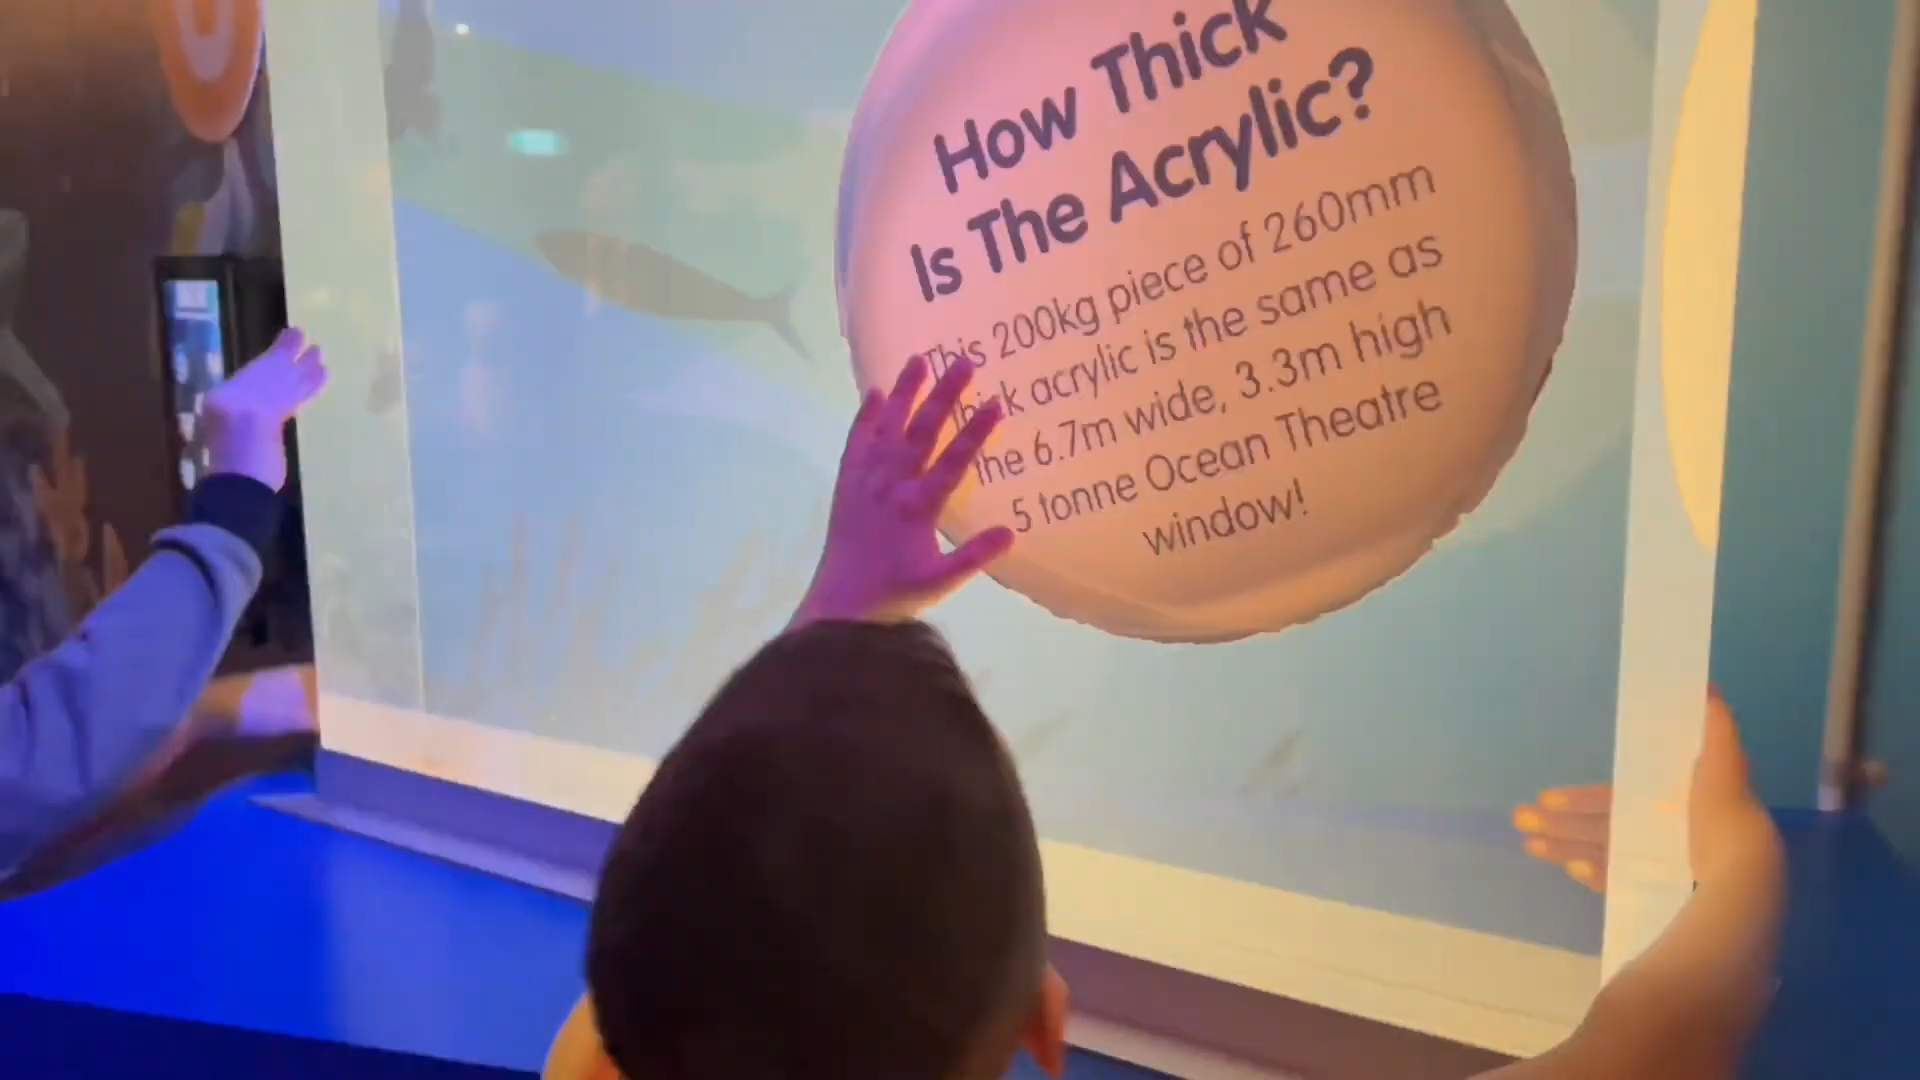 How Thick
Is The Acrylic?
This 200kg piece of 260mm
thick acrylic is the same as
the 6.7m wide, 3.3m high
5 tonne Ocean Theatre
window!